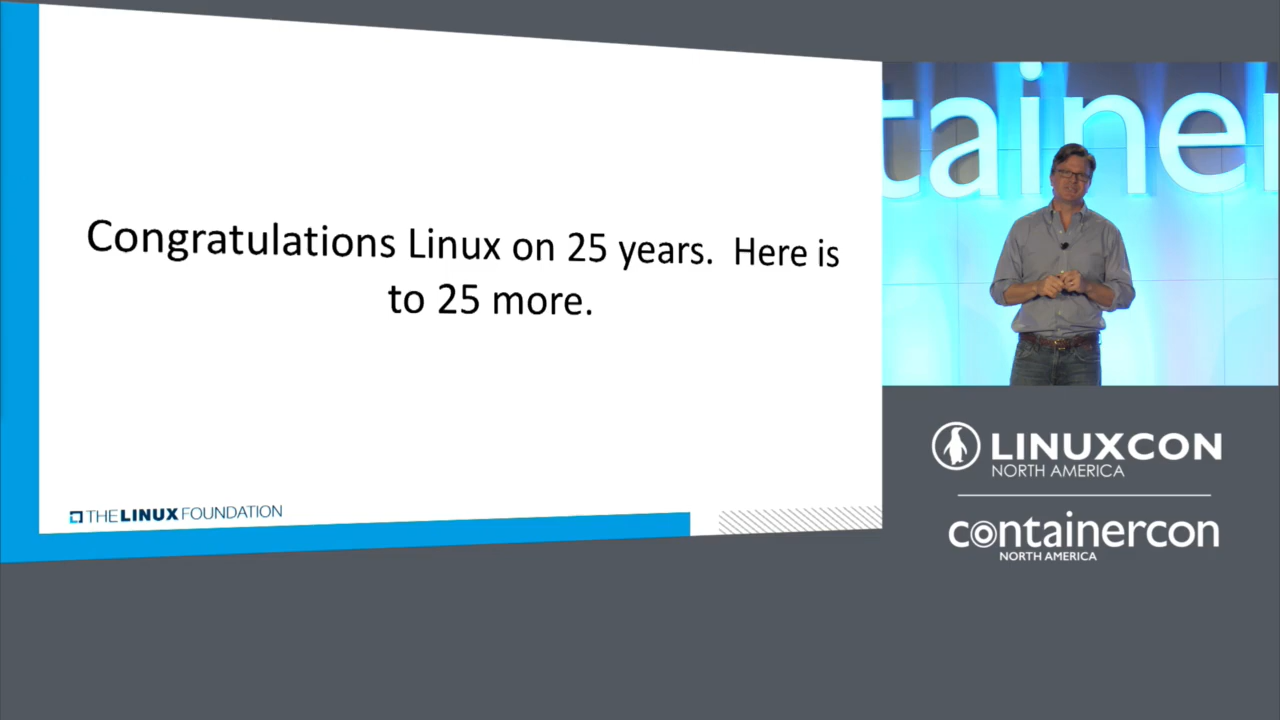 Congratulations Linux on 25 years. Here is
to 25 more.
THE LINUX FOUNDATION
tainer
LINUXCON
NORTH AMERICA
containercon
NORTH AMERICA